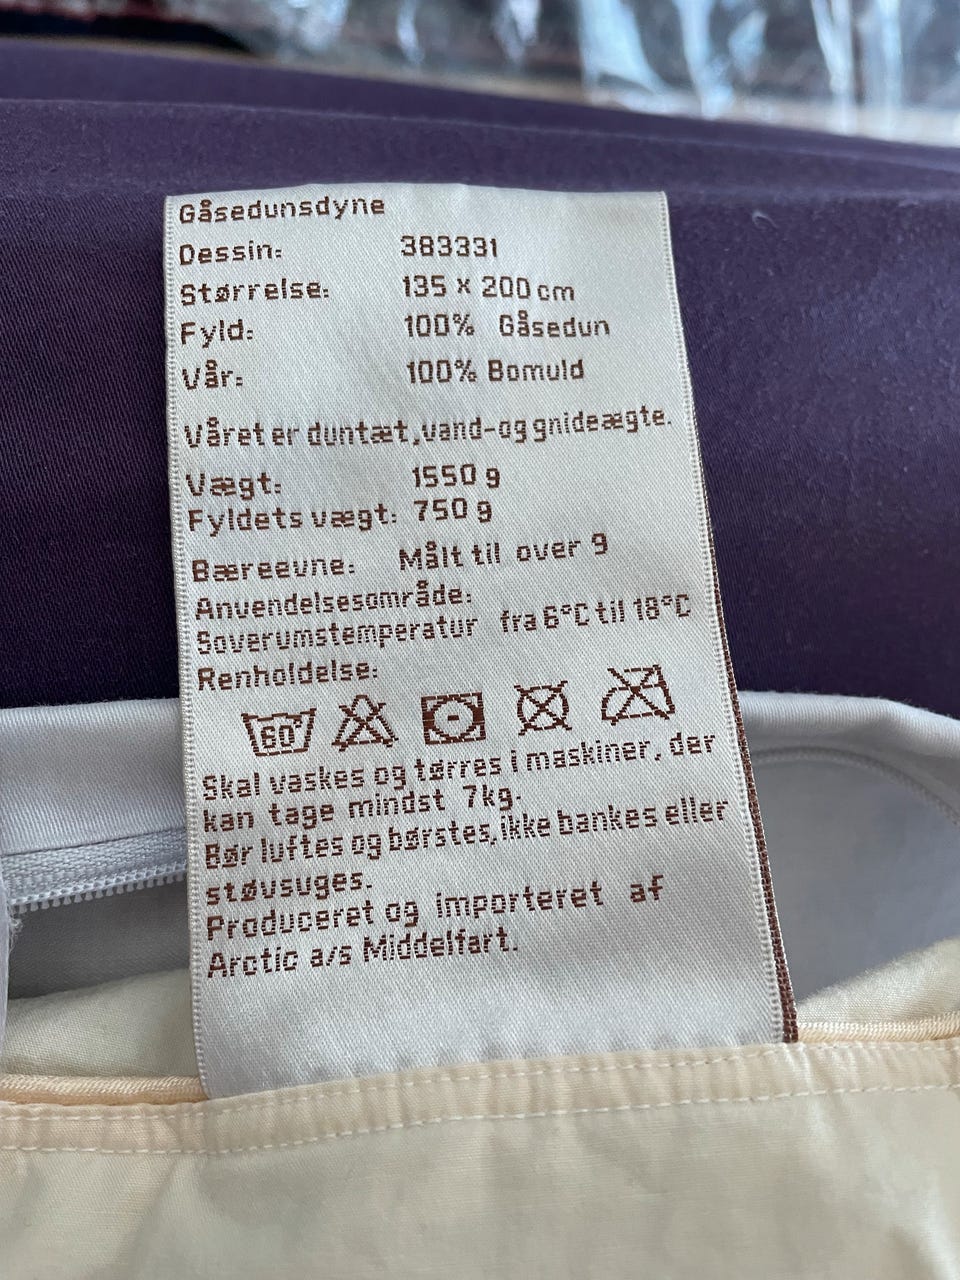 Gåsedunsdyne
Dessin: 383331
Størrelse: 135 x 200 cm
Fyld: 100% Gåsedun
Vår: 100% Bomuld
Våret er duntæt, vand- og gnideægte.
Vægt: 1550 g
Fyldets vægt: 750 g
Bæreevne: Målt til over 9
Anvendelsesområde:
Soverumstemperatur fra 6°C til 18°C
Renholdelse:
60°
Skal vaskes og tørres i maskiner, der
kan tage mindst 7kg.
Bør luftes og børstes, ikke bankes eller
støvsuges.
Produceret og importeret af
Arctic a/s Middelfart.